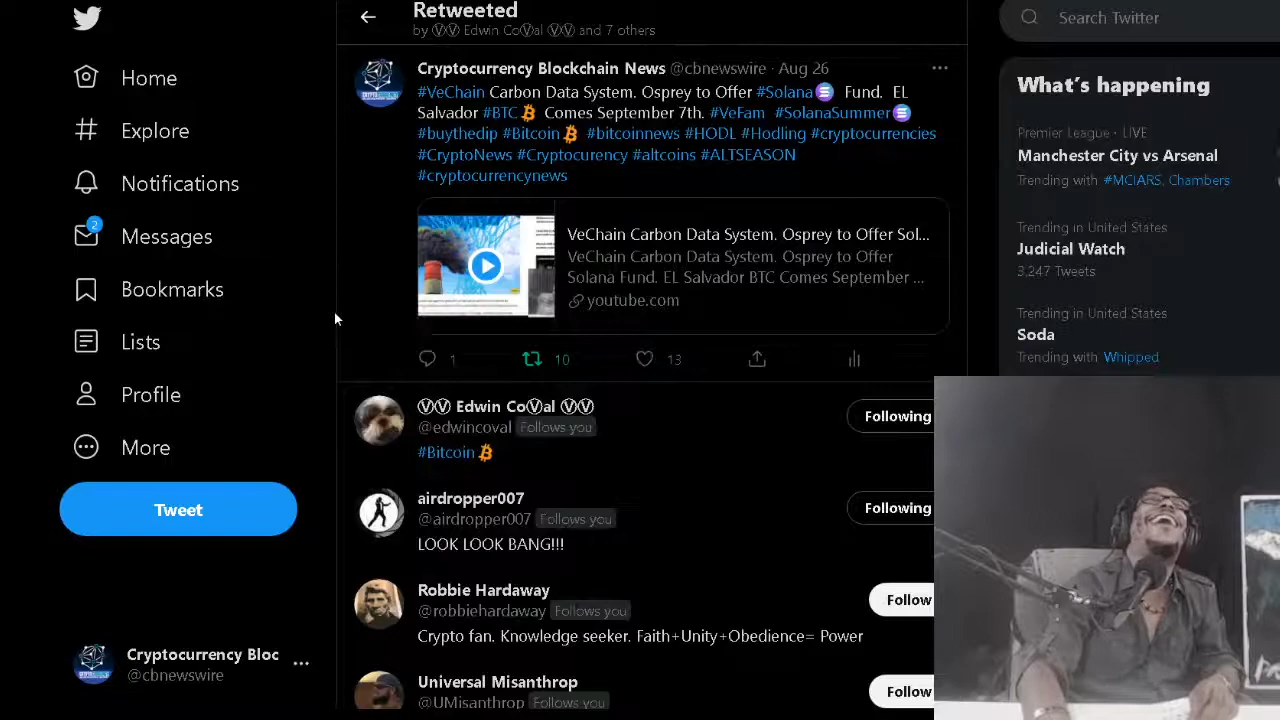 Home
Explore
Notifications
2
Messages
Bookmarks
Lists
Profile
More
Tweet
Cryptocurrency Bloc
@cbnewswire
Retweeted
by ⓋⓋ Edwin CoⓋal ⓋⓋ and 7 others
Cryptocurrency Blockchain News @cbnewswire · Aug 26
#VeChain Carbon Data System. Osprey to Offer #Solana Fund. EL
Salvador #BTC Comes September 7th. #VeFam #SolanaSummer
#buythedip #Bitcoin #bitcoinnews #HODL #Hodling #cryptocurrencies
#CryptoNews #Cryptocurency #altcoins #ALTSEASON
#cryptocurrencynews
VeChain Carbon Data System. Osprey to Offer Sol...
VeChain Carbon Data System. Osprey to Offer
Solana Fund. EL Salvador BTC Comes September ...
youtube.com
1 10 13
ⓋⓋ Edwin CoⓋal ⓋⓋ
@edwincoval Follows you
#Bitcoin
Following
airdropper007
@airdropper007 Follows you
LOOK LOOK BANG!!!
Following
Robbie Hardaway
@robbiehardaway Follows you
Crypto fan. Knowledge seeker. Faith+Unity+Obedience= Power
Follow
Universal Misanthrop
@UMisanthrop Follows you
Follow
Search Twitter
What's happening
Premier League · LIVE
Manchester City vs Arsenal
Trending with #MCIARS, Chambers
Trending in United States
Judicial Watch
3,247 Tweets
Trending in United States
Soda
Trending with Whipped